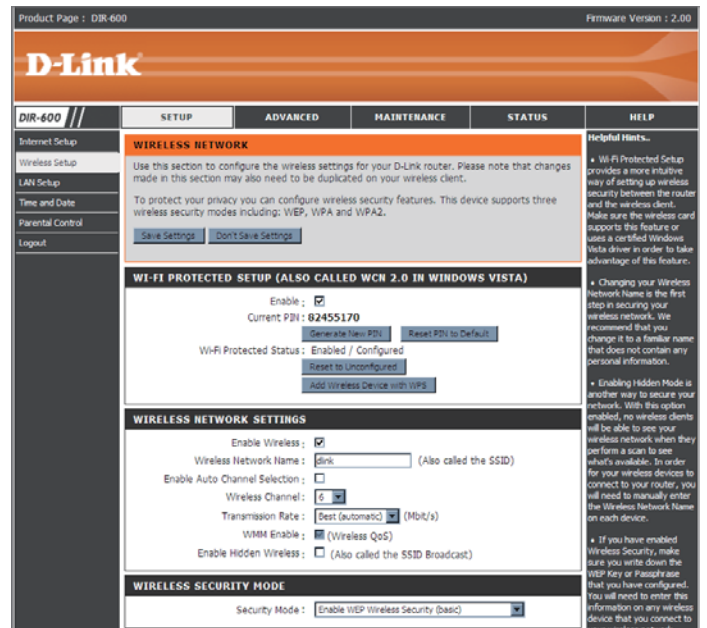 Product Page : DIR-600
Firmware Version : 2.00
D-Link
DIR-600
SETUP
ADVANCED
MAINTENANCE
STATUS
HELP
Internet Setup
Wireless Setup
LAN Setup
Time and Date
Parental Control
Logout
WIRELESS NETWORK
Use this section to configure the wireless settings for your D-Link router. Please note that changes
made in this section may also need to be duplicated on your wireless client.
To protect your privacy you can configure wireless security features. This device supports three
wireless security modes including: WEP, WPA and WPA2.
Save Settings
Don't Save Settings
WI-FI PROTECTED SETUP (ALSO CALLED WCN 2.0 IN WINDOWS VISTA)
Enable :
Current PIN : 82455170
Generate New PIN
Reset PIN to Default
Wi-Fi Protected Status : Enabled / Configured
Reset to Unconfigured
Add Wireless Device with WPS
WIRELESS NETWORK SETTINGS
Enable Wireless :
Wireless Network Name : dlink (Also called the SSID)
Enable Auto Channel Selection :
Wireless Channel : 6
Transmission Rate : Best (automatic) (Mbit/s)
WMM Enable : (Wireless QoS)
Enable Hidden Wireless : (Also called the SSID Broadcast)
WIRELESS SECURITY MODE
Security Mode : Enable WEP Wireless Security (basic)
Helpful Hints..
• Wi-Fi Protected Setup
provides a more intuitive
way of setting up wireless
security between the router
and the wireless client.
Make sure the wireless card
supports this feature or
uses a certified Windows
Vista driver in order to take
advantage of this feature.
• Changing your Wireless
Network Name is the first
step in securing your
wireless network. We
recommend that you
change it to a familiar name
that does not contain any
personal information.
• Enabling Hidden Mode is
another way to secure your
network. With this option
enabled, no wireless clients
will be able to see your
wireless network when they
perform a scan to see
what's available. In order
for your wireless devices to
connect to your router, you
will need to manually enter
the Wireless Network Name
on each device.
• If you have enabled
Wireless Security, make
sure you write down the
WEP Key or Passphrase
that you have configured.
You will need to enter this
information on any wireless
device that you connect to